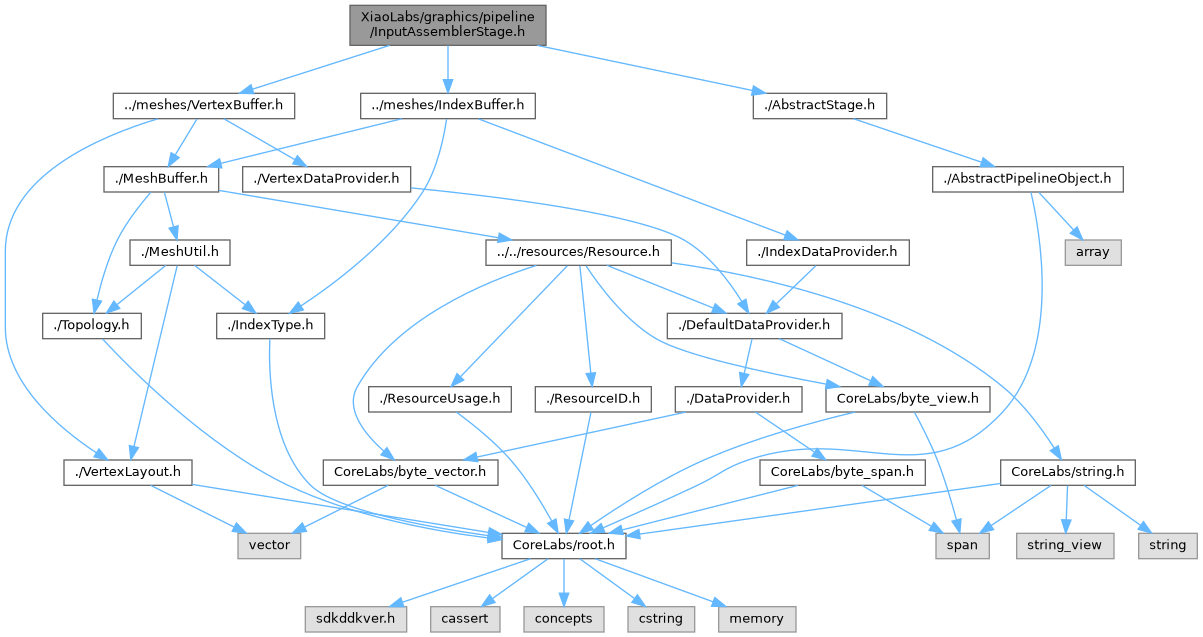 XiaoLabs/graphics/pipeline
/InputAssemblerStage.h
../meshes/VertexBuffer.h
../meshes/IndexBuffer.h
./AbstractStage.h
./MeshBuffer.h
./VertexDataProvider.h
./AbstractPipelineObject.h
./MeshUtil.h
../../resources/Resource.h
./IndexDataProvider.h
array
./Topology.h
./IndexType.h
./DefaultDataProvider.h
./ResourceUsage.h
./ResourceID.h
./DataProvider.h
CoreLabs/byte_view.h
./VertexLayout.h
CoreLabs/byte_vector.h
CoreLabs/byte_span.h
CoreLabs/string.h
vector
CoreLabs/root.h
span
string_view
string
sdkddkver.h
cassert
concepts
cstring
memory